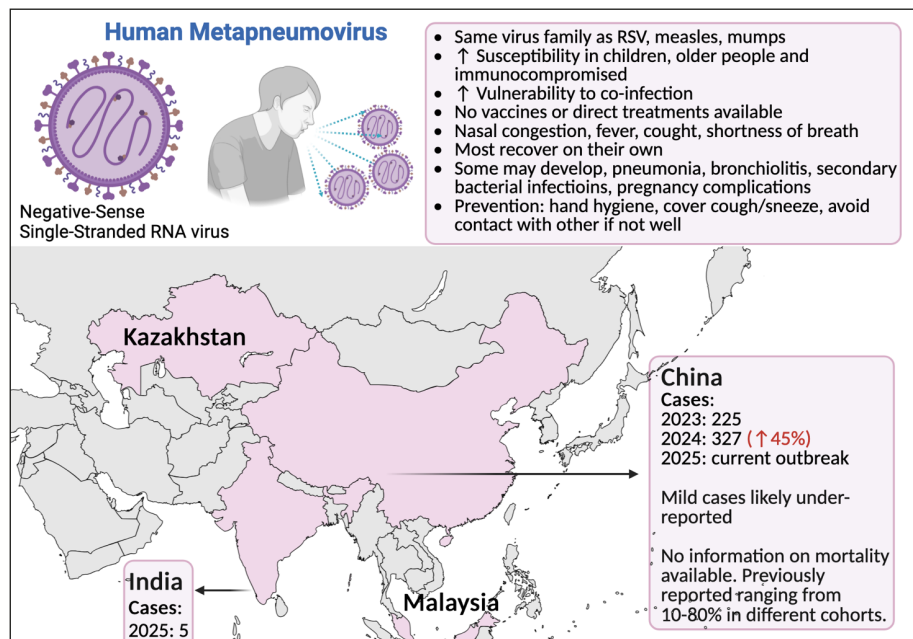 Human Metapneumovirus
Negative-Sense
Single-Stranded RNA virus
• Same virus family as RSV, measles, mumps
• ↑ Susceptibility in children, older people and
immunocompromised
• ↑ Vulnerability to co-infection
• No vaccines or direct treatments available
• Nasal congestion, fever, cought, shortness of breath
• Most recover on their own
• Some may develop, pneumonia, bronchiolitis, secondary
bacterial infectioins, pregnancy complications
• Prevention: hand hygiene, cover cough/sneeze, avoid
contact with other if not well
Kazakhstan
China
Cases:
2023: 225
2024: 327 (↑45%)
2025: current outbreak
Mild cases likely under-
reported
No information on mortality
available. Previously
reported ranging from
10-80% in different cohorts.
India
Cases:
2025: 5
Malaysia